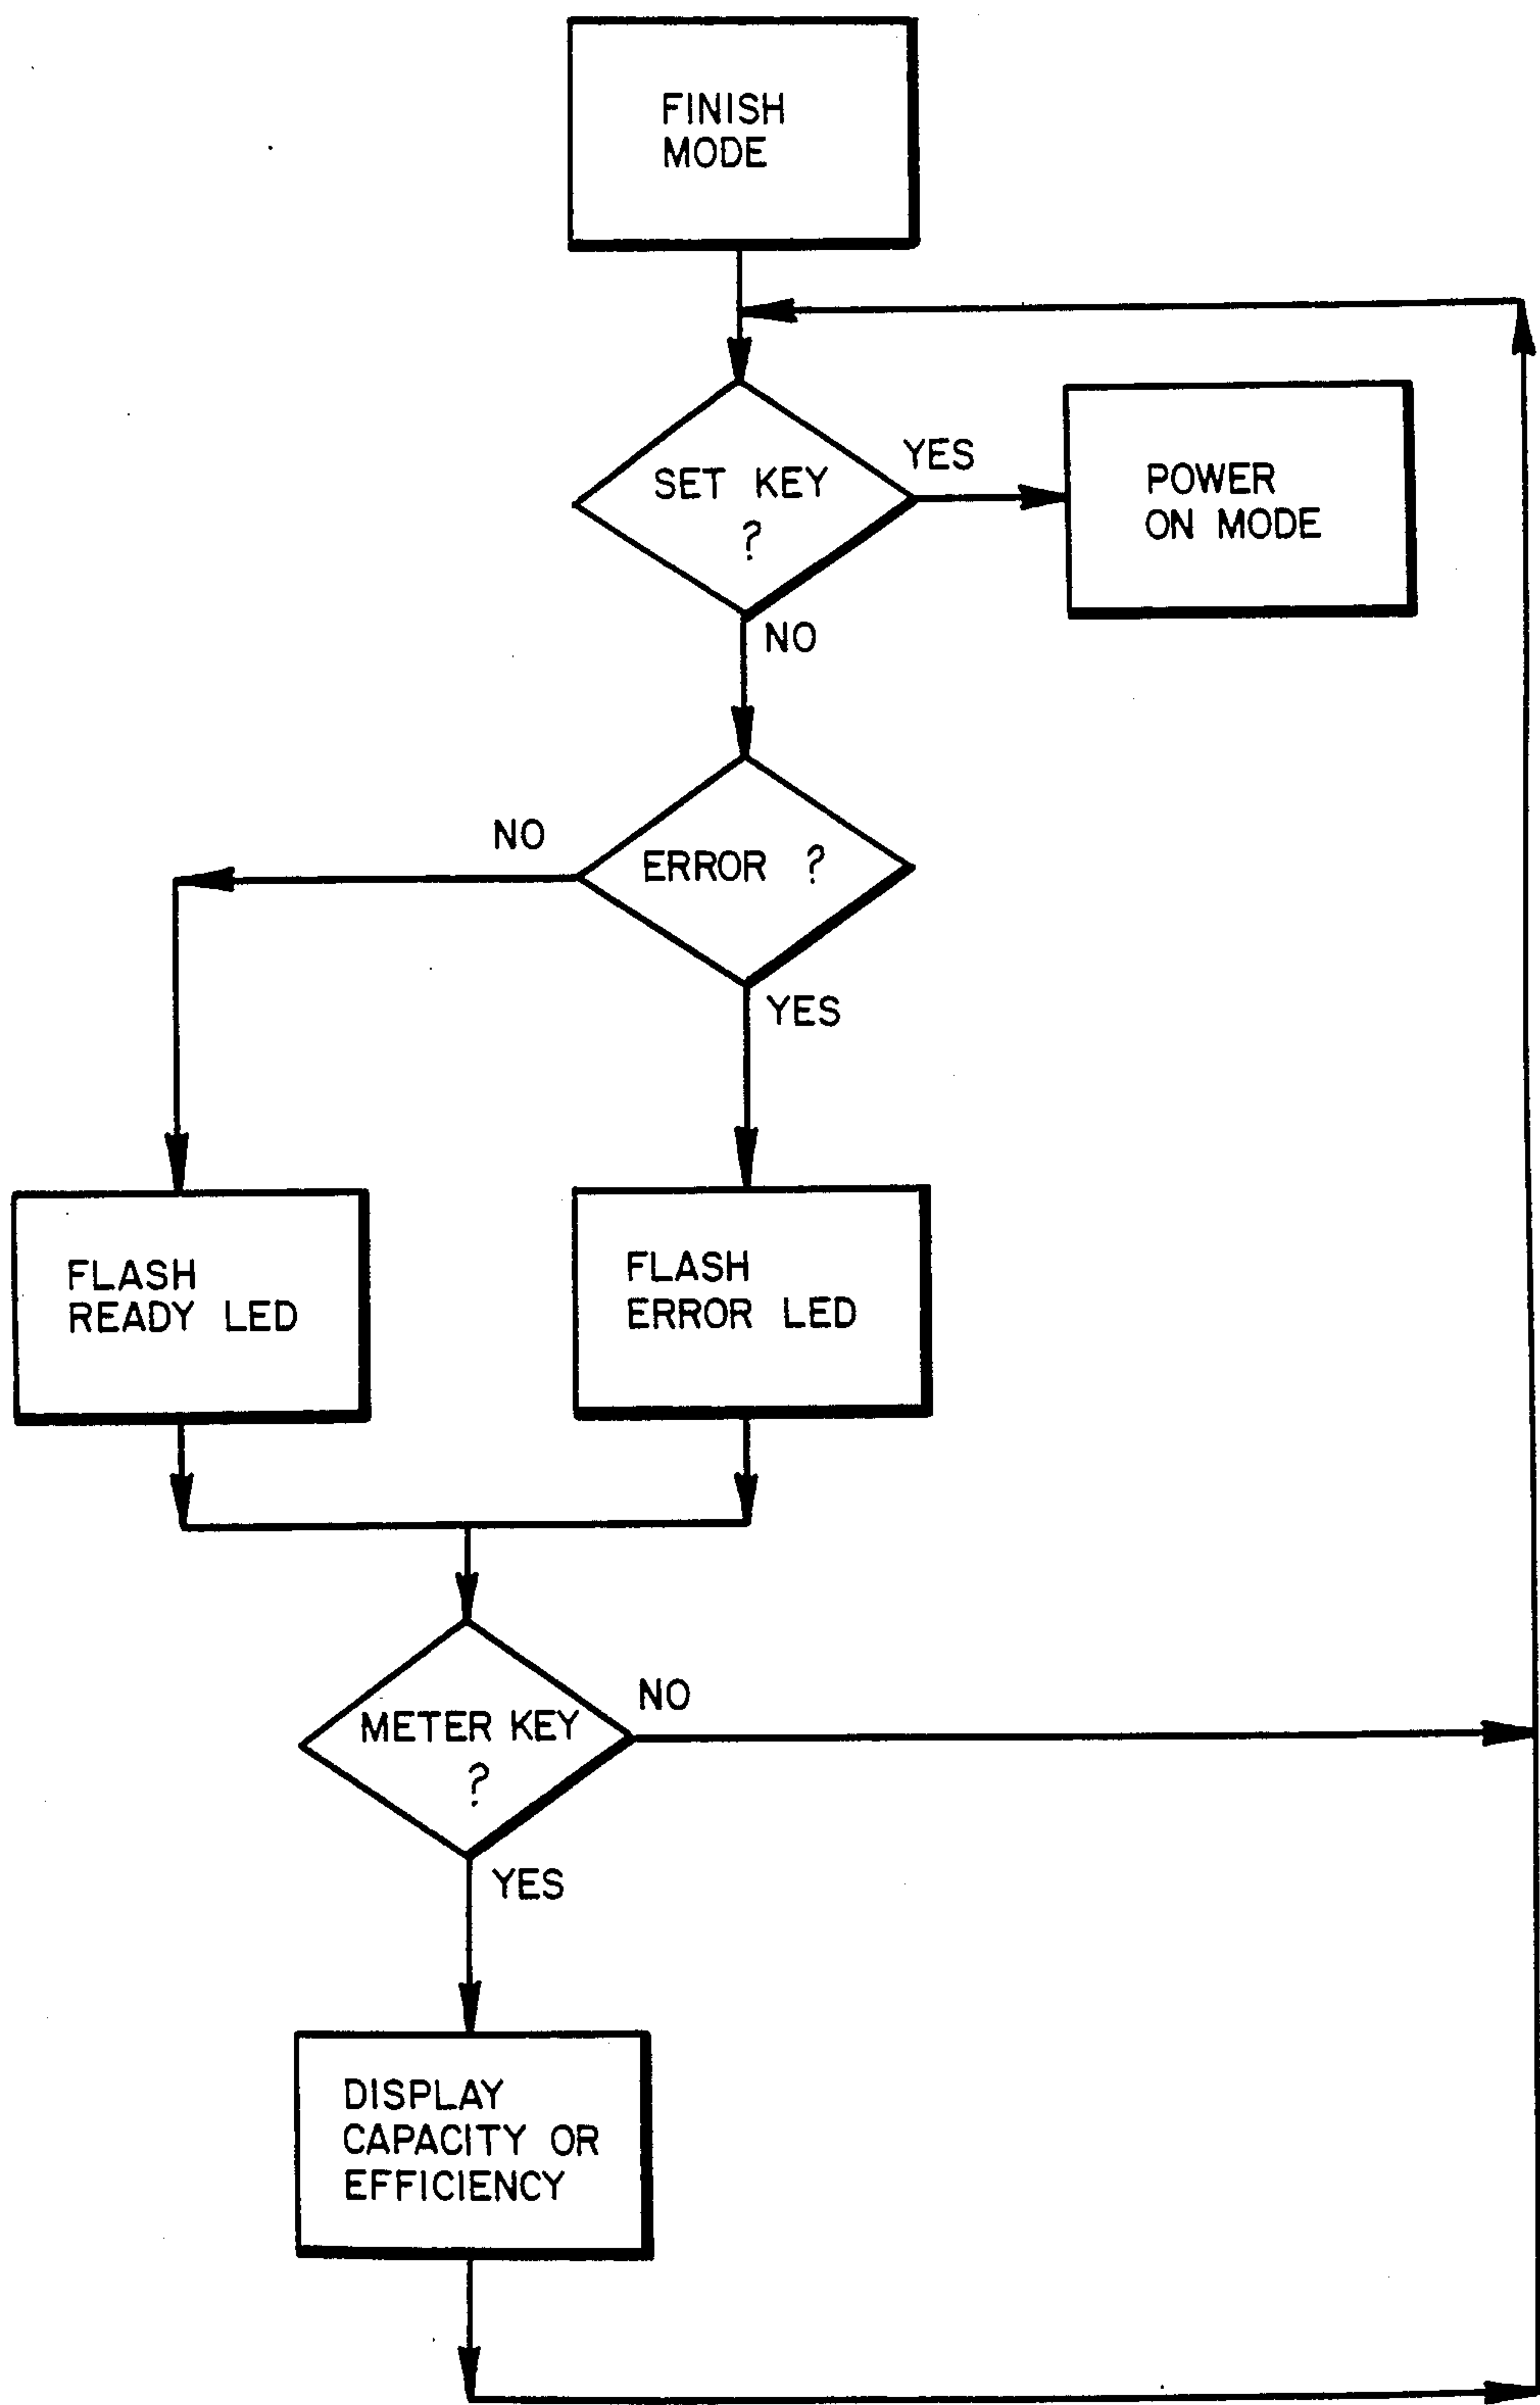 FINISH
MODE
SET KEY
?
YES
POWER
ON MODE
NO
ERROR ?
NO
YES
FLASH
READY LED
FLASH
ERROR LED
METER KEY
?
NO
YES
DISPLAY
CAPACITY OR
EFFICIENCY